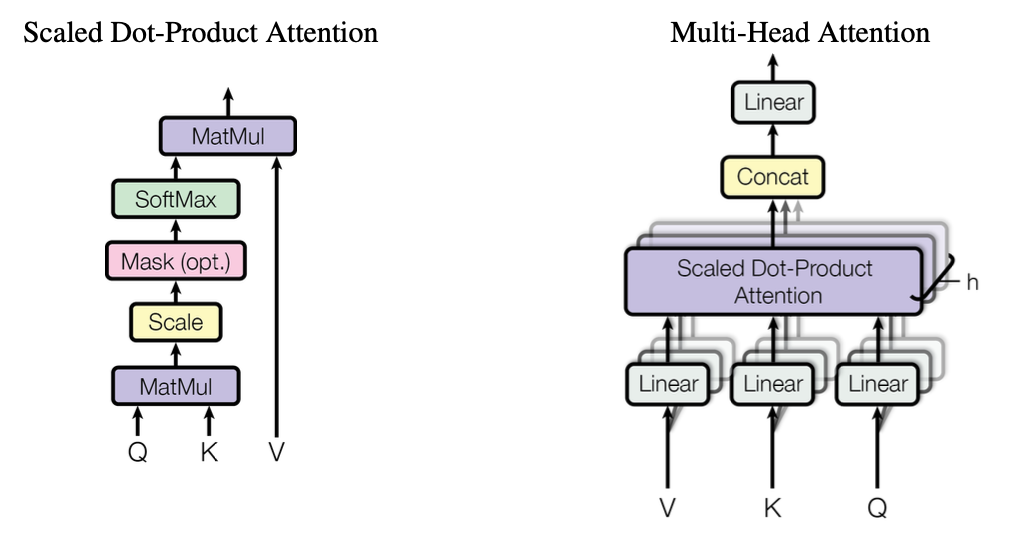 Scaled Dot-Product Attention
MatMul
SoftMax
Mask (opt.)
Scale
MatMul
Q K V
Multi-Head Attention
Linear
Concat
Scaled Dot-Product
Attention
h
Linear Linear Linear
V K Q